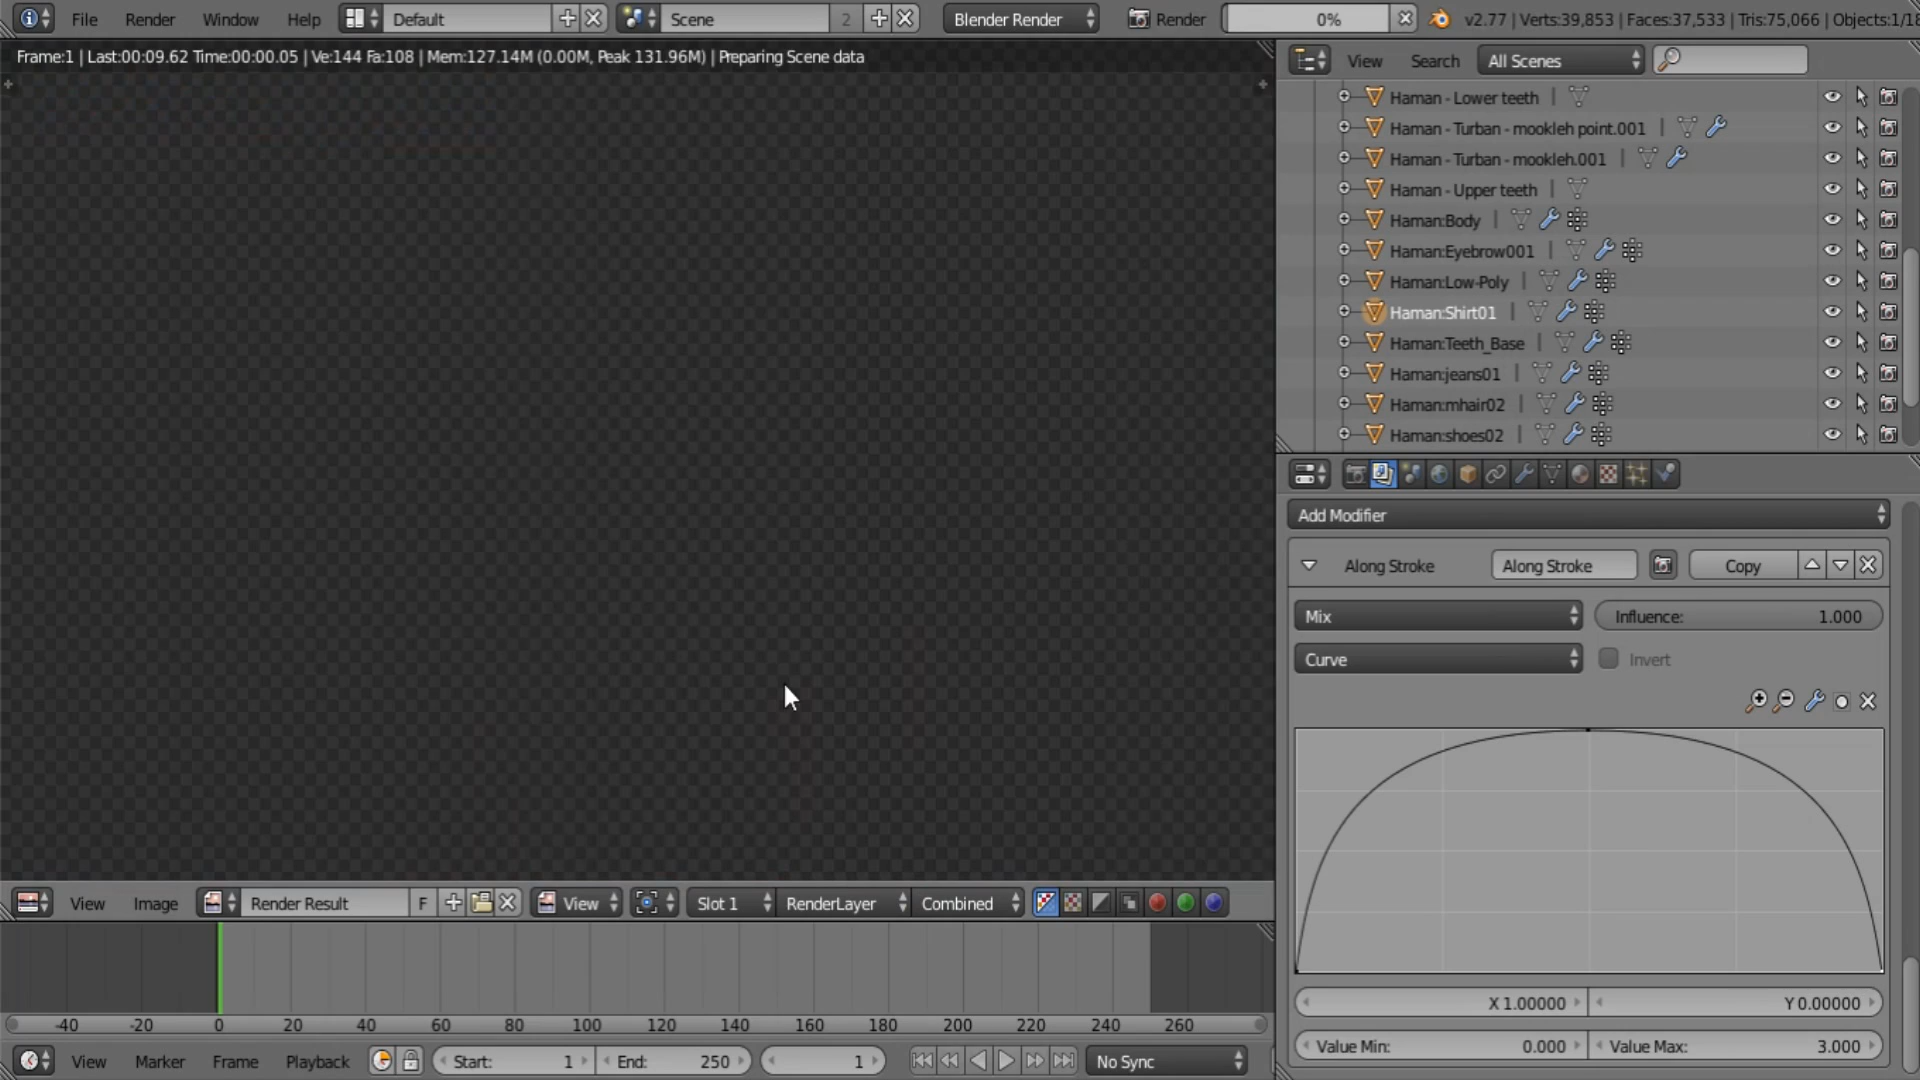 File Render Window Help Default Scene 2 Blender Render Render 0% v2.77 | Verts:39,853 | Faces:37,533 | Tris:75,066 | Objects:1/18
Frame:1 | Last:00:09.62 Time:00:00.05 | Ve:144 Fa:108 | Mem:127.14M (0.00M, Peak 131.96M) | Preparing Scene data
View Search All Scenes
Haman - Lower teeth
Haman - Turban - mookleh point.001
Haman - Turban - mookleh.001
Haman - Upper teeth
Haman:Body
Haman:Eyebrow001
Haman:Low-Poly
Haman:Shirt01
Haman:Teeth_Base
Haman:jeans01
Haman:mhair02
Haman:shoes02
Add Modifier
Along Stroke Along Stroke Copy
Mix Influence: 1.000
Curve Invert
X 1.00000 Y 0.00000
Value Min: 0.000 Value Max: 3.000
View Image Render Result F View Slot 1 RenderLayer Combined
-40 -20 0 20 40 60 80 100 120 140 160 180 200 220 240 260
View Marker Frame Playback Start: 1 End: 250 1 No Sync